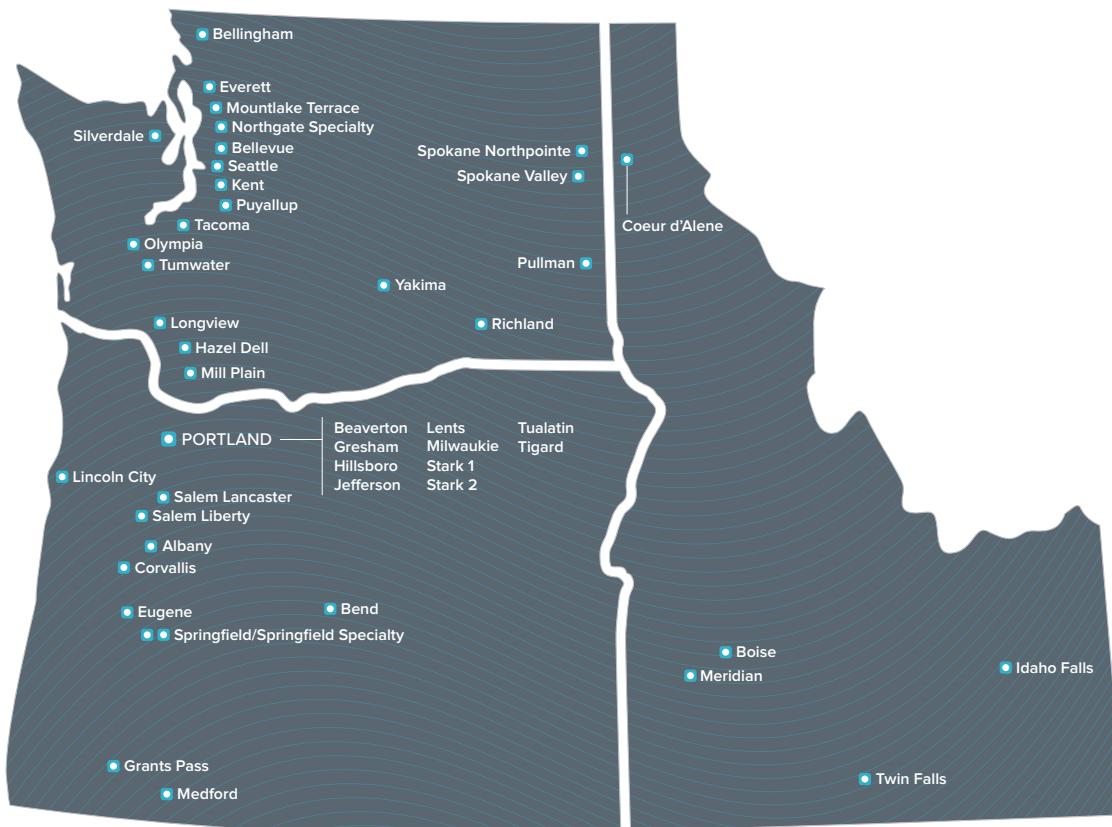 Bellingham
Everett
Mountlake Terrace
Northgate Specialty
Silverdale
Bellevue
Seattle
Kent
Puyallup
Tacoma
Olympia
Tumwater
Spokane Northpointe
Spokane Valley
Coeur d'Alene
Pullman
Yakima
Richland
Longview
Hazel Dell
Mill Plain
PORTLAND
Beaverton
Gresham
Hillsboro
Jefferson
Lents
Milwaukie
Stark 1
Stark 2
Tualatin
Tigard
Lincoln City
Salem Lancaster
Salem Liberty
Albany
Corvallis
Eugene
Bend
Springfield/Springfield Specialty
Boise
Meridian
Idaho Falls
Grants Pass
Medford
Twin Falls